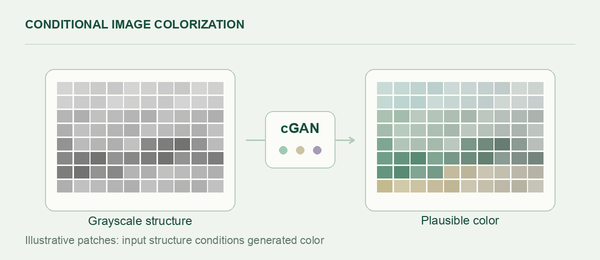 CONDITIONAL IMAGE COLORIZATION
cGAN
Grayscale structure
Plausible color
Illustrative patches: input structure conditions generated color